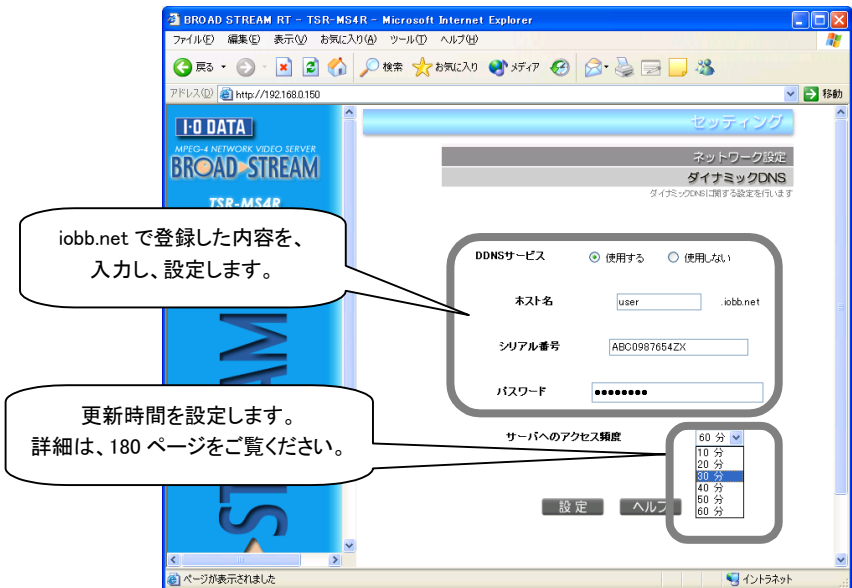 BROAD STREAM RT - TSR-MS4R - Microsoft Internet Explorer
ファイル(F) 編集(E) 表示(V) お気に入り(A) ツール(T) ヘルプ(H)
戻る 検索 お気に入り メディア
アドレス(D) http://192.168.0.150 移動
I-O DATA
MPEG-4 NETWORK VIDEO SERVER
BROAD STREAM
TSR-MS4R
セッティング
ネットワーク設定
ダイナミックDNS
ダイナミックDNSに関する設定を行います
iobb.net で登録した内容を、
入力し、設定します。
DDNSサービス 使用する 使用しない
ホスト名 user .iobb.net
シリアル番号 ABC0987654ZX
パスワード ●●●●●●●●
更新時間を設定します。
詳細は、180 ページをご覧ください。
サーバへのアクセス頻度 60 分
10 分
20 分
30 分
40 分
50 分
60 分
設 定 ヘルプ
STREAM
ページが表示されました イントラネット